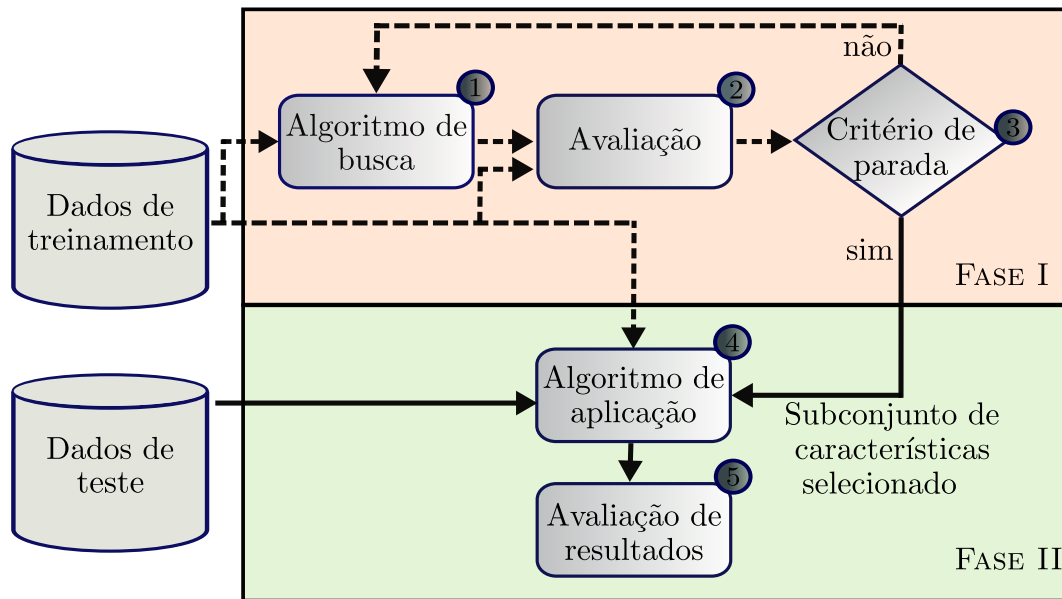 não
1
2
Algoritmo de
busca
Avaliação
Critério de
parada
3
Dados de
treinamento
sim
FASE I
4
Algoritmo de
aplicação
Subconjunto de
características
selecionado
Dados de
teste
5
Avaliação de
resultados
FASE II